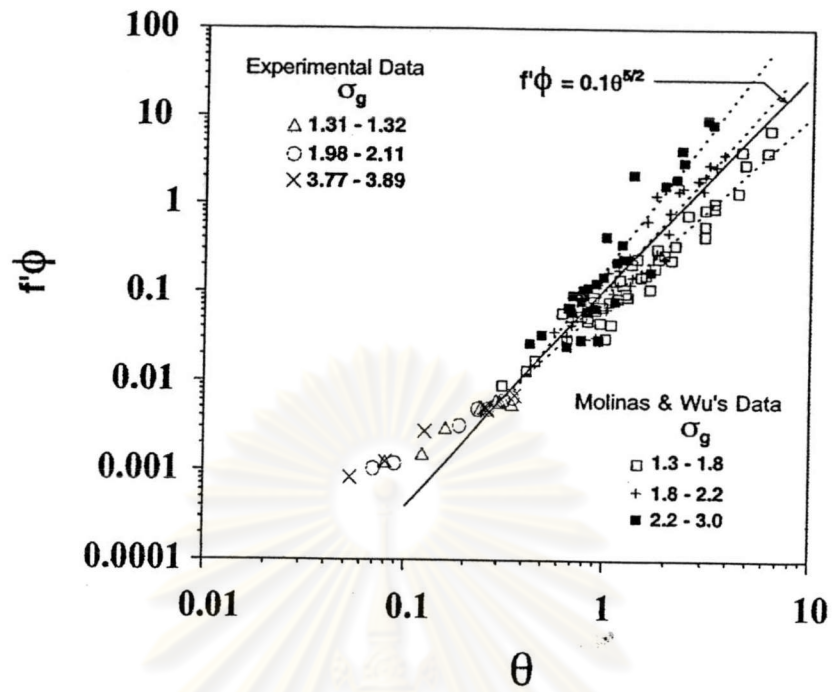 100
10
1
0.1
0.01
0.001
0.0001
f'ϕ
Experimental Data
σg
△ 1.31 - 1.32
○ 1.98 - 2.11
× 3.77 - 3.89
f'ϕ = 0.1θ^5/2
Molinas & Wu's Data
σg
□ 1.3 - 1.8
+ 1.8 - 2.2
■ 2.2 - 3.0
0.01 0.1 1 10
θ